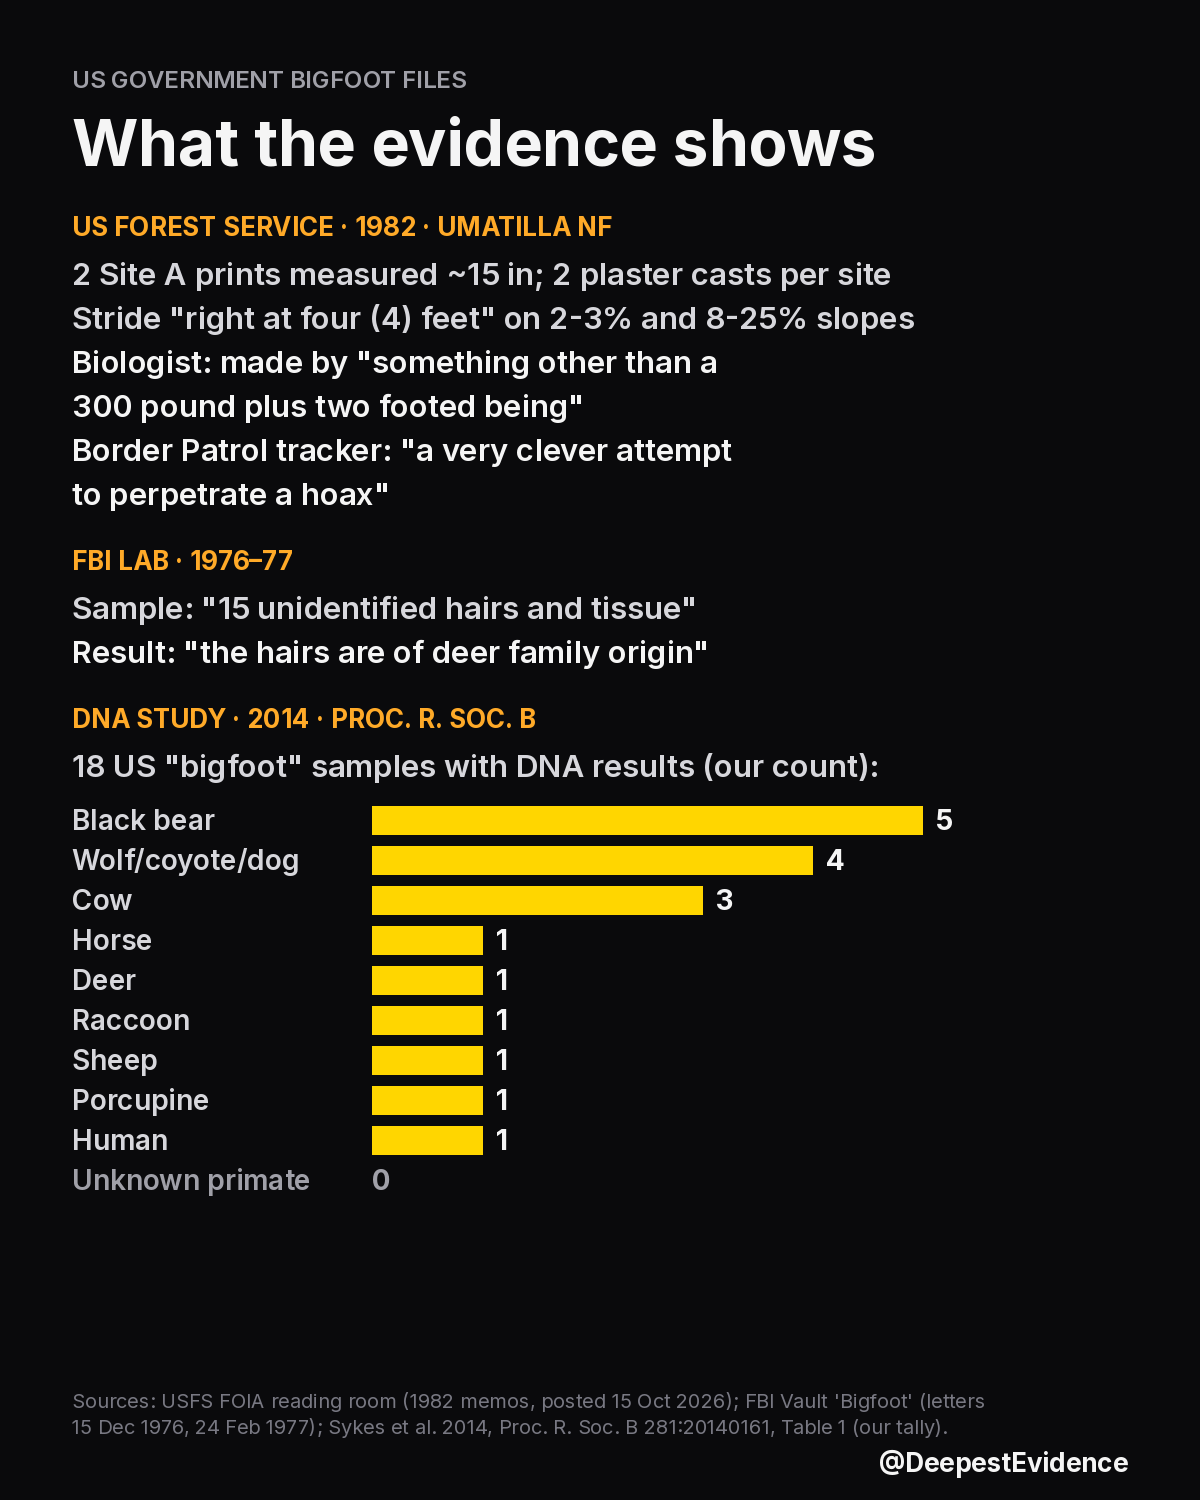 US GOVERNMENT BIGFOOT FILES
What the evidence shows
US FOREST SERVICE · 1982 · UMATILLA NF
2 Site A prints measured ~15 in; 2 plaster casts per site
Stride "right at four (4) feet" on 2-3% and 8-25% slopes
Biologist: made by "something other than a
300 pound plus two footed being"
Border Patrol tracker: "a very clever attempt
to perpetrate a hoax"
FBI LAB · 1976–77
Sample: "15 unidentified hairs and tissue"
Result: "the hairs are of deer family origin"
DNA STUDY · 2014 · PROC. R. SOC. B
18 US "bigfoot" samples with DNA results (our count):
Black bear 5
Wolf/coyote/dog 4
Cow 3
Horse 1
Deer 1
Raccoon 1
Sheep 1
Porcupine 1
Human 1
Unknown primate 0
Sources: USFS FOIA reading room (1982 memos, posted 15 Oct 2026); FBI Vault 'Bigfoot' (letters
15 Dec 1976, 24 Feb 1977); Sykes et al. 2014, Proc. R. Soc. B 281:20140161, Table 1 (our tally).
@DeepestEvidence